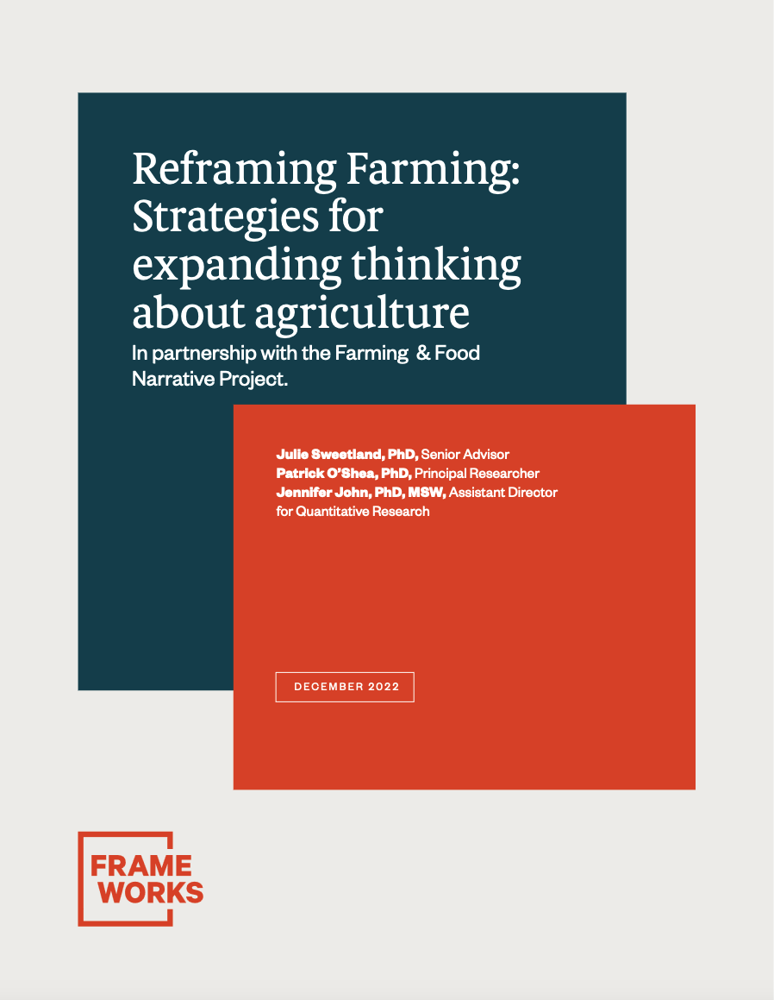 Reframing Farming:
Strategies for
expanding thinking
about agriculture
In partnership with the Farming & Food
Narrative Project.
Julie Sweetland, PhD, Senior Advisor
Patrick O’Shea, PhD, Principal Researcher
Jennifer John, PhD, MSW, Assistant Director
for Quantitative Research
DECEMBER 2022
FRAME
WORKS